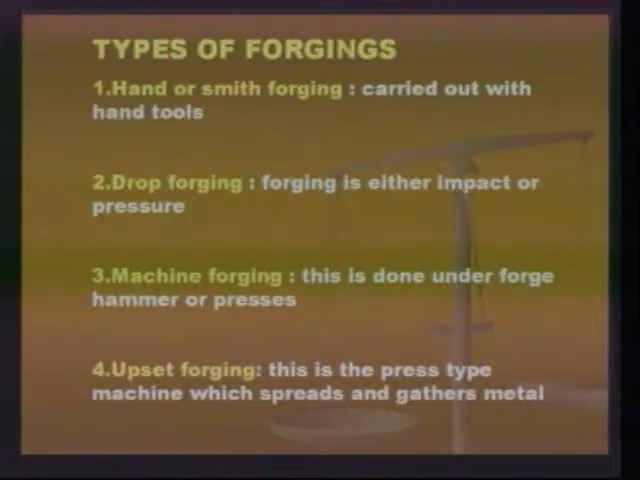 TYPES OF FORGINGS
1.Hand or smith forging : carried out with
hand tools
2.Drop forging : forging is either impact or
pressure
3.Machine forging : this is done under forge
hammer or presses
4.Upset forging: this is the press type
machine which spreads and gathers metal